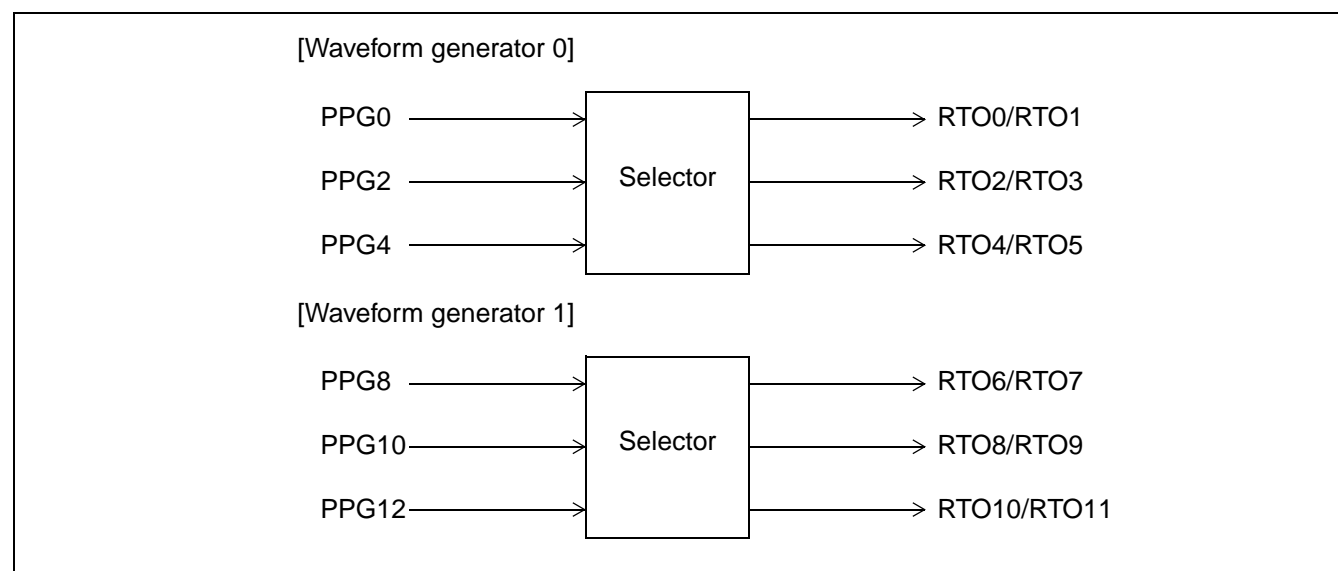 [Waveform generator 0]
PPG0
RTO0/RTO1
PPG2
Selector
RTO2/RTO3
PPG4
RTO4/RTO5
[Waveform generator 1]
PPG8
RTO6/RTO7
PPG10
Selector
RTO8/RTO9
PPG12
RTO10/RTO11